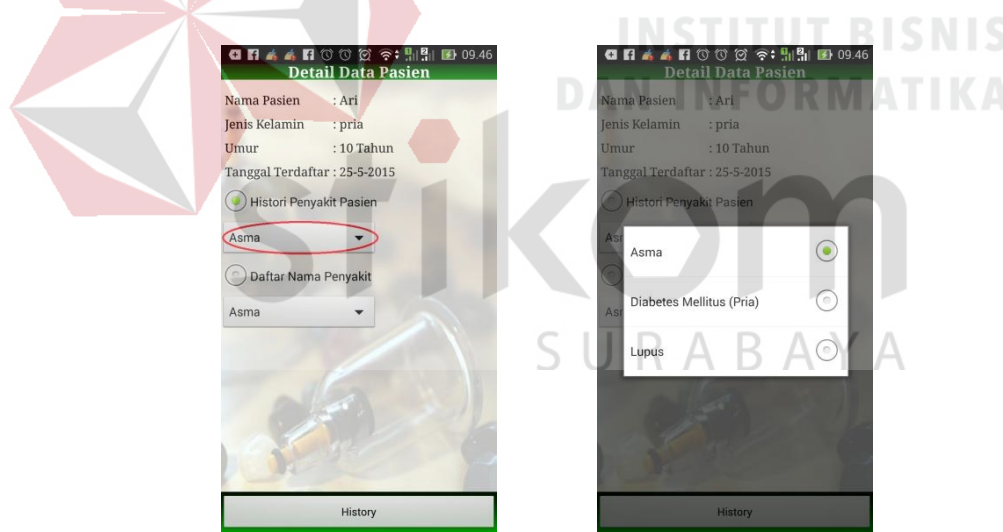 INSTITUT BISNIS
DAN INFORMATIKA
stikom
SURABAYA
09.46
Detail Data Pasien
Nama Pasien : Ari
Jenis Kelamin : pria
Umur : 10 Tahun
Tanggal Terdaftar : 25-5-2015
Histori Penyakit Pasien
Asma
Daftar Nama Penyakit
Asma
History
09.46
Detail Data Pasien
Nama Pasien : Ari
Jenis Kelamin : pria
Umur : 10 Tahun
Tanggal Terdaftar : 25-5-2015
Histori Penyakit Pasien
Asma
Diabetes Mellitus (Pria)
Lupus
History